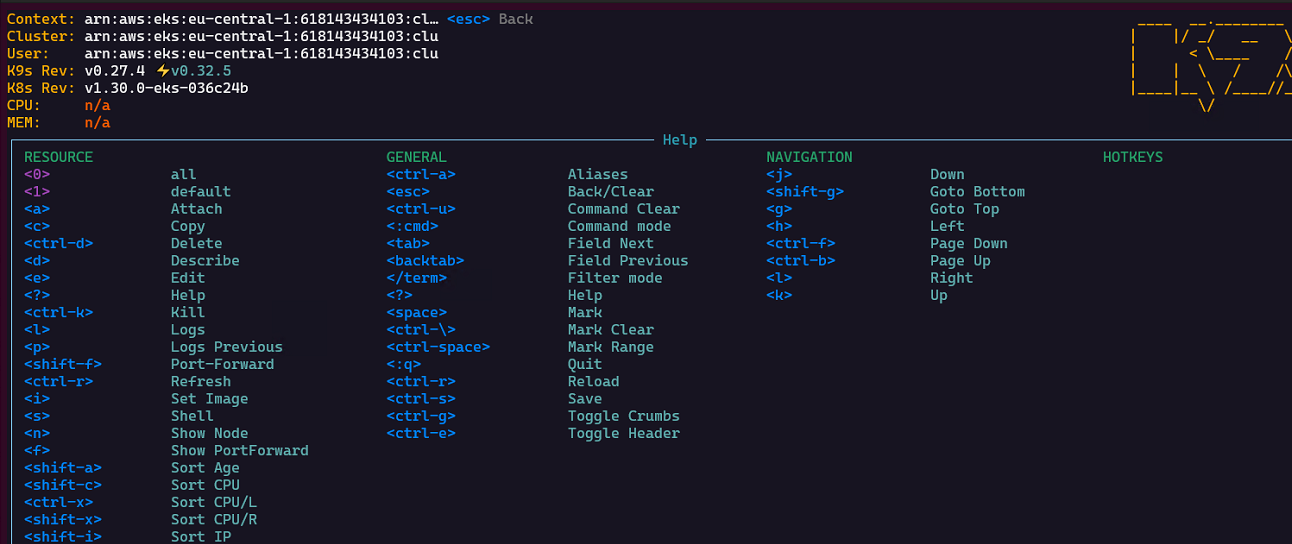 Context: arn:aws:eks:eu-central-1:618143434103:cl… <esc> Back
Cluster: arn:aws:eks:eu-central-1:618143434103:clu
User: arn:aws:eks:eu-central-1:618143434103:clu
K9s Rev: v0.27.4 ⚡v0.32.5
K8s Rev: v1.30.0-eks-036c24b
CPU: n/a
MEM: n/a
Help
RESOURCE GENERAL NAVIGATION HOTKEYS
<0> all <ctrl-a> Aliases <j> Down
<1> default <esc> Back/Clear <shift-g> Goto Bottom
<a> Attach <ctrl-u> Command Clear <g> Goto Top
<c> Copy <:cmd> Command mode <h> Left
<ctrl-d> Delete <tab> Field Next <ctrl-f> Page Down
<d> Describe <backtab> Field Previous <ctrl-b> Page Up
<e> Edit </term> Filter mode <l> Right
<?> Help <?> Help <k> Up
<ctrl-k> Kill <space> Mark
<l> Logs <ctrl-\> Mark Clear
<p> Logs Previous <ctrl-space> Mark Range
<shift-f> Port-Forward <:q> Quit
<ctrl-r> Refresh <ctrl-r> Reload
<i> Set Image <ctrl-s> Save
<s> Shell <ctrl-g> Toggle Crumbs
<n> Show Node <ctrl-e> Toggle Header
<f> Show PortForward
<shift-a> Sort Age
<shift-c> Sort CPU
<ctrl-x> Sort CPU/L
<shift-x> Sort CPU/R
<shift-i> Sort IP